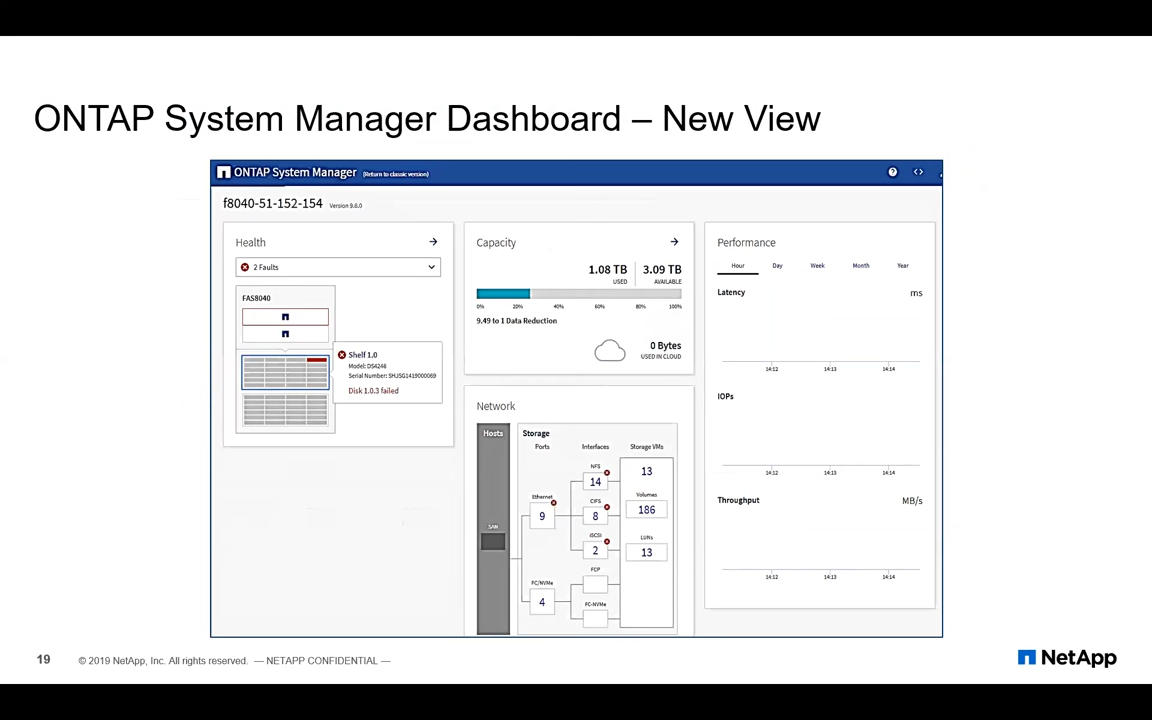 ONTAP System Manager Dashboard – New View
ONTAP System Manager (Return to classic version)
f8040-51-152-154 Version 9.6.0
Health
2 Faults
FAS8040
Shelf 1.0
Model: DS4246
Serial Number: SHJSG1419000069
Disk 1.0.3 failed
Capacity
1.08 TB 3.09 TB
USED AVAILABLE
0% 20% 40% 60% 80% 100%
9.49 to 1 Data Reduction
0 Bytes
USED IN CLOUD
Network
Hosts
SAN
Storage
Ports Interfaces Storage VMs
NFS
14
13
Ethernet
9
CIFS
8
Volumes
186
iSCSI
2
LUNs
13
FCP
FC/NVMe
4
FC-NVMe
Performance
Hour Day Week Month Year
Latency ms
14:12 14:13 14:14
IOPs
14:12 14:13 14:14
Throughput MB/s
14:12 14:13 14:14
19 © 2019 NetApp, Inc. All rights reserved. — NETAPP CONFIDENTIAL —
NetApp